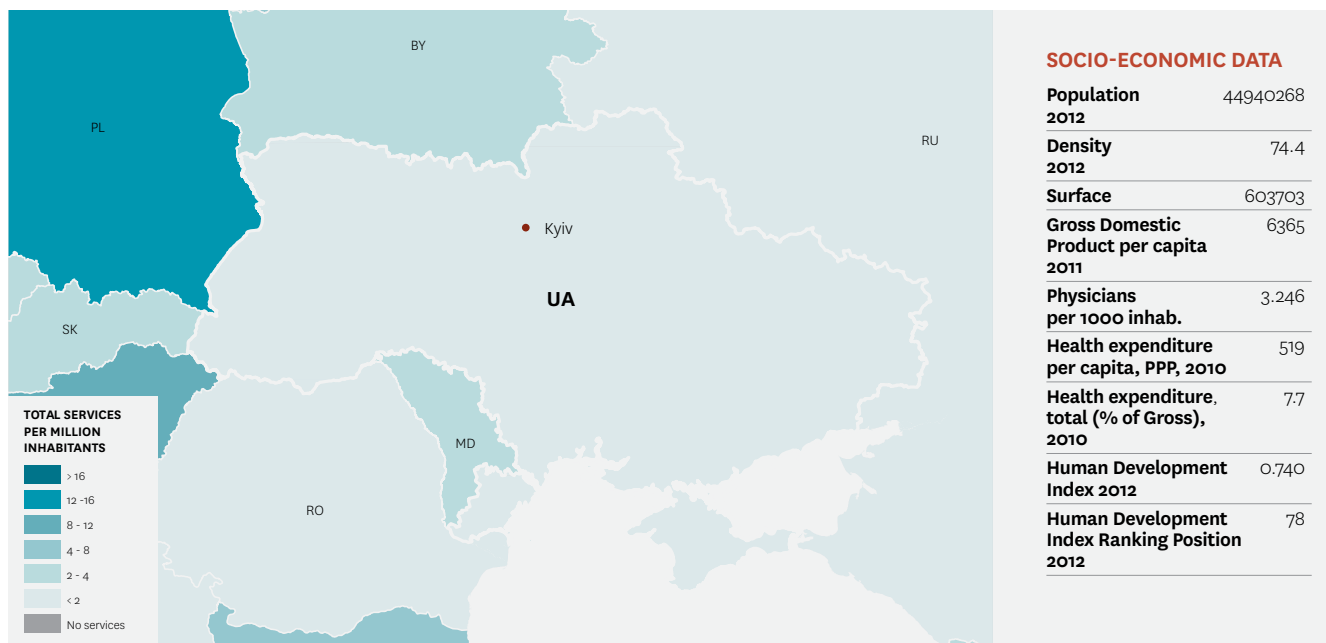 BY
PL
RU
Kyiv
UA
SK
MD
RO
TOTAL SERVICES
PER MILLION
INHABITANTS
> 16
12 -16
8 - 12
4 - 8
2 - 4
< 2
No services
SOCIO-ECONOMIC DATA
Population 44940268
2012
Density 74.4
2012
Surface 603703
Gross Domestic 6365
Product per capita
2011
Physicians 3.246
per 1000 inhab.
Health expenditure 519
per capita, PPP, 2010
Health expenditure, 7.7
total (% of Gross),
2010
Human Development 0.740
Index 2012
Human Development 78
Index Ranking Position
2012